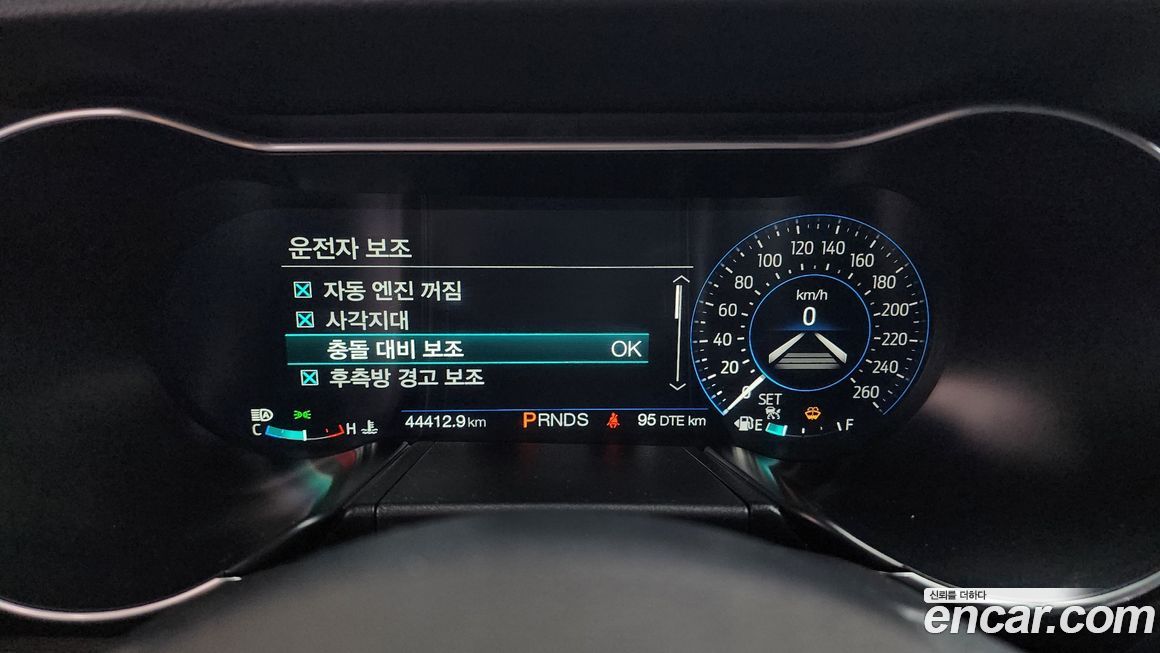 운전자 보조
자동 엔진 꺼짐
사각지대
충돌 대비 보조 OK
후측방 경고 보조
C H
44412.9 km
PRNDS
95 DTE km
0 20 40 60 80 100 120 140 160 180 200 220 240 260
km/h
0
SET
E F
신뢰를 더하다
encar.com